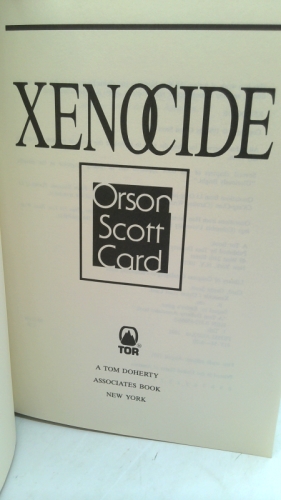 XENOCIDE
Orson
Scott
Card
TOR®
A TOM DOHERTY
ASSOCIATES BOOK
NEW YORK